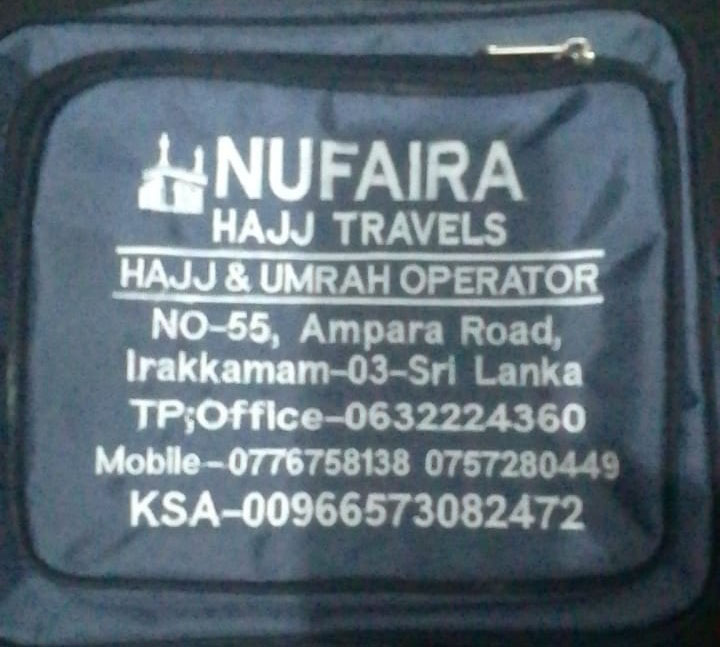 NUFAIRA
HAJJ TRAVELS
HAJJ & UMRAH OPERATOR
NO-55, Ampara Road,
Irakkamam-03-Sri Lanka
TP;Office-0632224360
Mobile-0776758138 0757280449
KSA-00966573082472